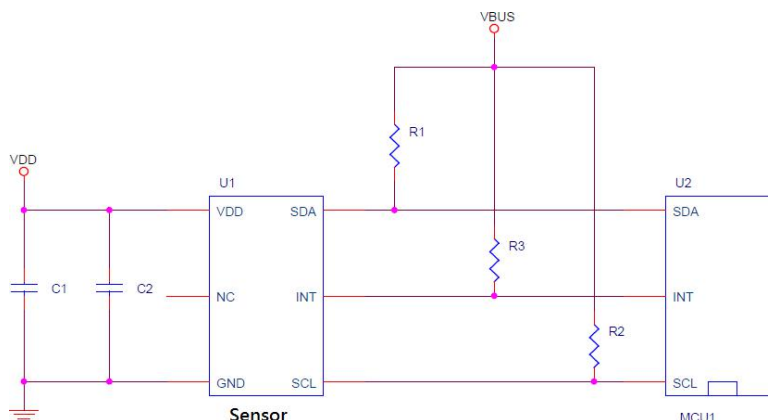 VBUS
R1
VDD
U1
U2
VDD
SDA
SDA
R3
C1
C2
NC
INT
INT
R2
GND
SCL
SCL
Sensor
MCU1